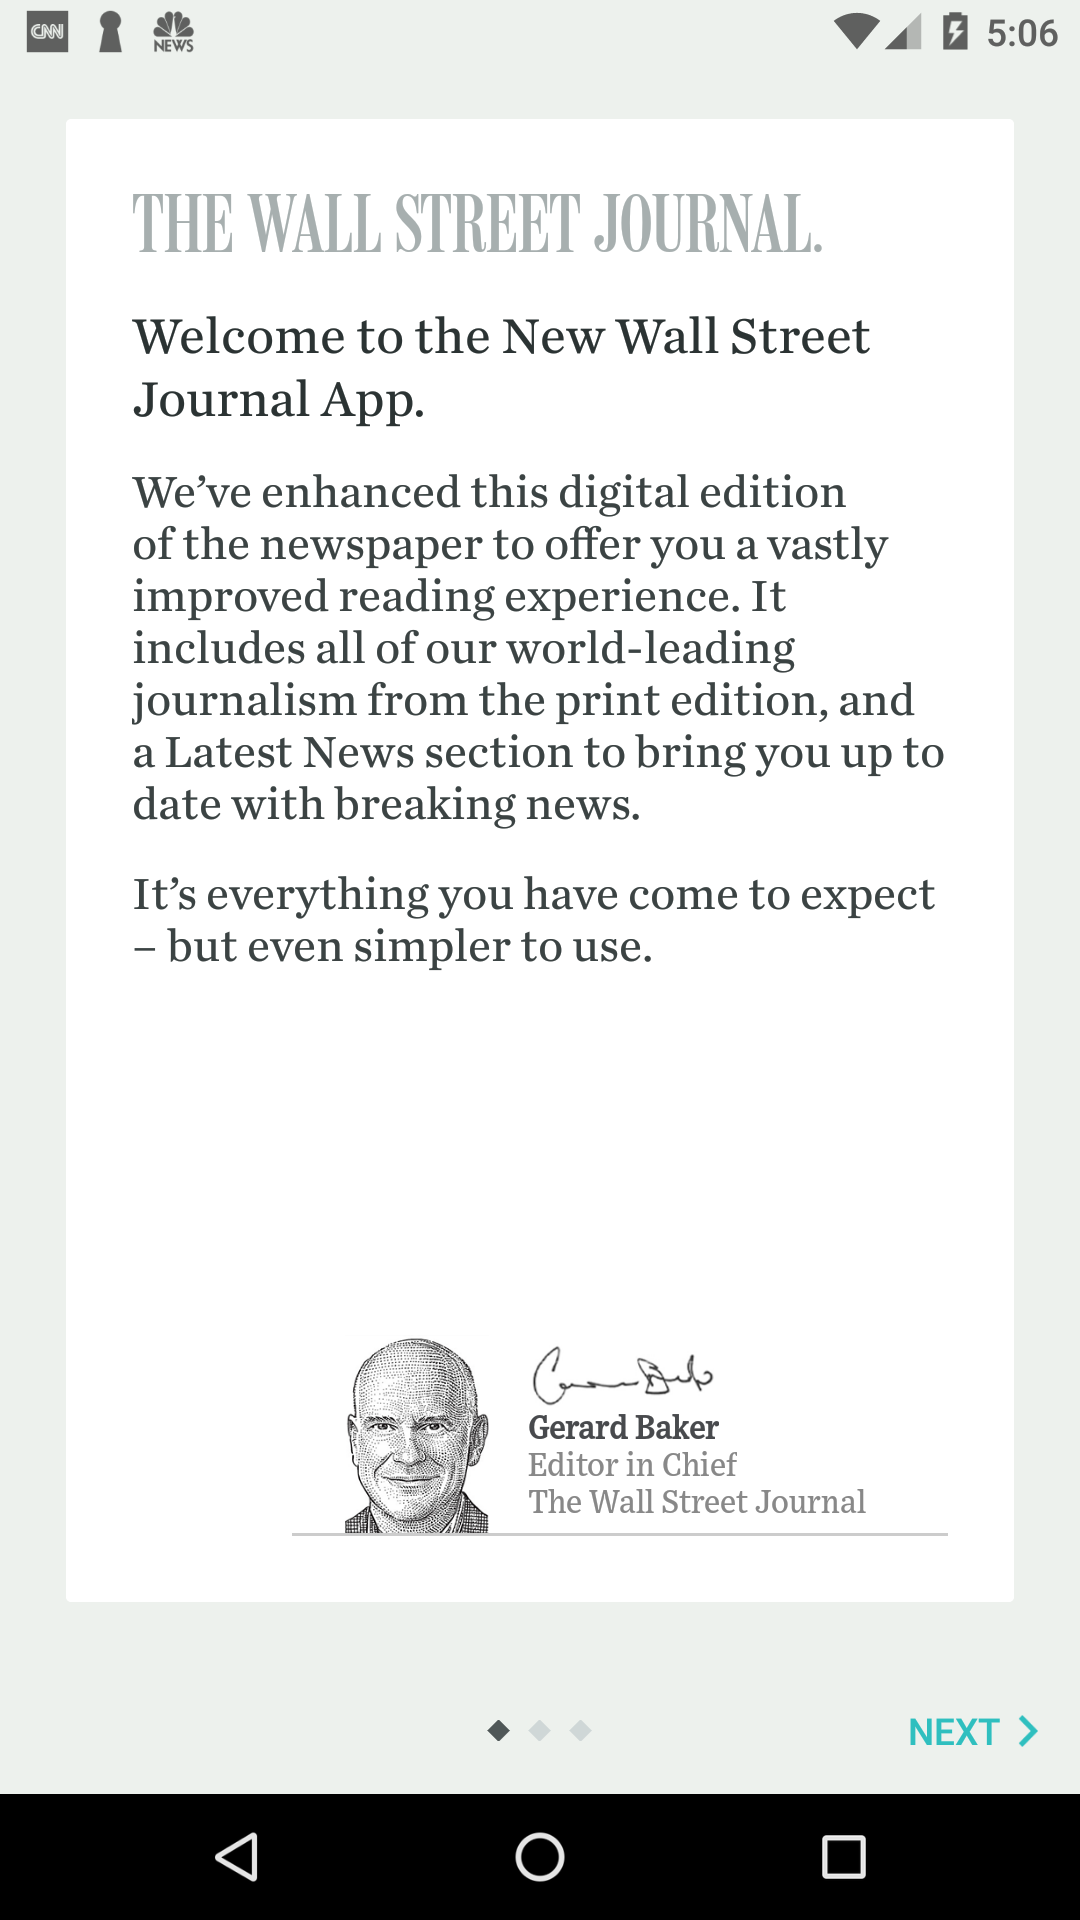 CNN
NEWS
5:06
THE WALL STREET JOURNAL.
Welcome to the New Wall Street
Journal App.
We’ve enhanced this digital edition
of the newspaper to offer you a vastly
improved reading experience. It
includes all of our world-leading
journalism from the print edition, and
a Latest News section to bring you up to
date with breaking news.
It’s everything you have come to expect
– but even simpler to use.
Gerard Baker
Editor in Chief
The Wall Street Journal
NEXT